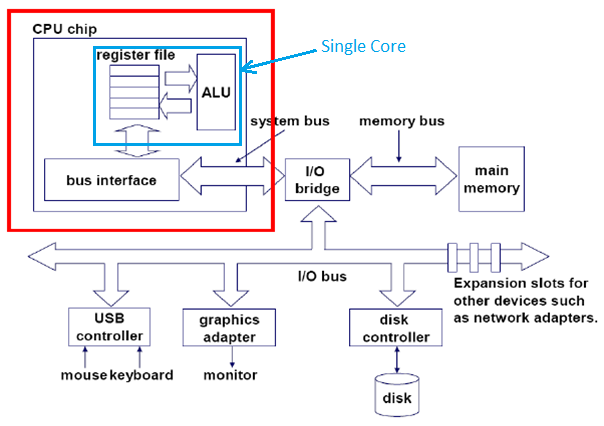 CPU chip
register file
Single Core
ALU
system bus
memory bus
bus interface
I/O
bridge
main
memory
I/O bus
Expansion slots for
other devices such
as network adapters.
USB
controller
graphics
adapter
disk
controller
mouse keyboard
monitor
disk